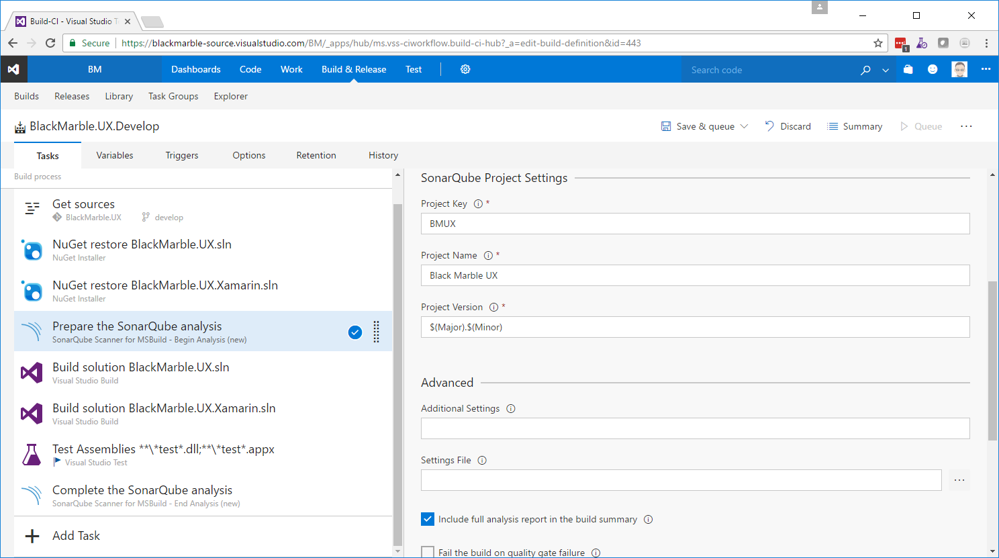 Build-CI - Visual Studio T
Secure
https://blackmarble-source.visualstudio.com/BM/_apps/hub/ms.vss-ciworkflow.build-ci-hub?_a=edit-build-definition&id=443
1
BM
Dashboards
Code
Work
Build & Release
Test
Search code
Builds
Releases
Library
Task Groups
Explorer
BlackMarble.UX.Develop
Save & queue
Discard
Summary
Queue
Tasks
Variables
Triggers
Options
Retention
History
Build process
Get sources
BlackMarble.UX
develop
NuGet restore BlackMarble.UX.sln
NuGet Installer
NuGet restore BlackMarble.UX.Xamarin.sln
NuGet Installer
Prepare the SonarQube analysis
SonarQube Scanner for MSBuild - Begin Analysis (new)
Build solution BlackMarble.UX.sln
Visual Studio Build
Build solution BlackMarble.UX.Xamarin.sln
Visual Studio Build
Test Assemblies **\*test*.dll;**\*test*.appx
Visual Studio Test
Complete the SonarQube analysis
SonarQube Scanner for MSBuild - End Analysis (new)
Add Task
SonarQube Project Settings
Project Key *
BMUX
Project Name *
Black Marble UX
Project Version *
$(Major).$(Minor)
Advanced
Additional Settings
Settings File
...
Include full analysis report in the build summary
Fail the build on quality gate failure